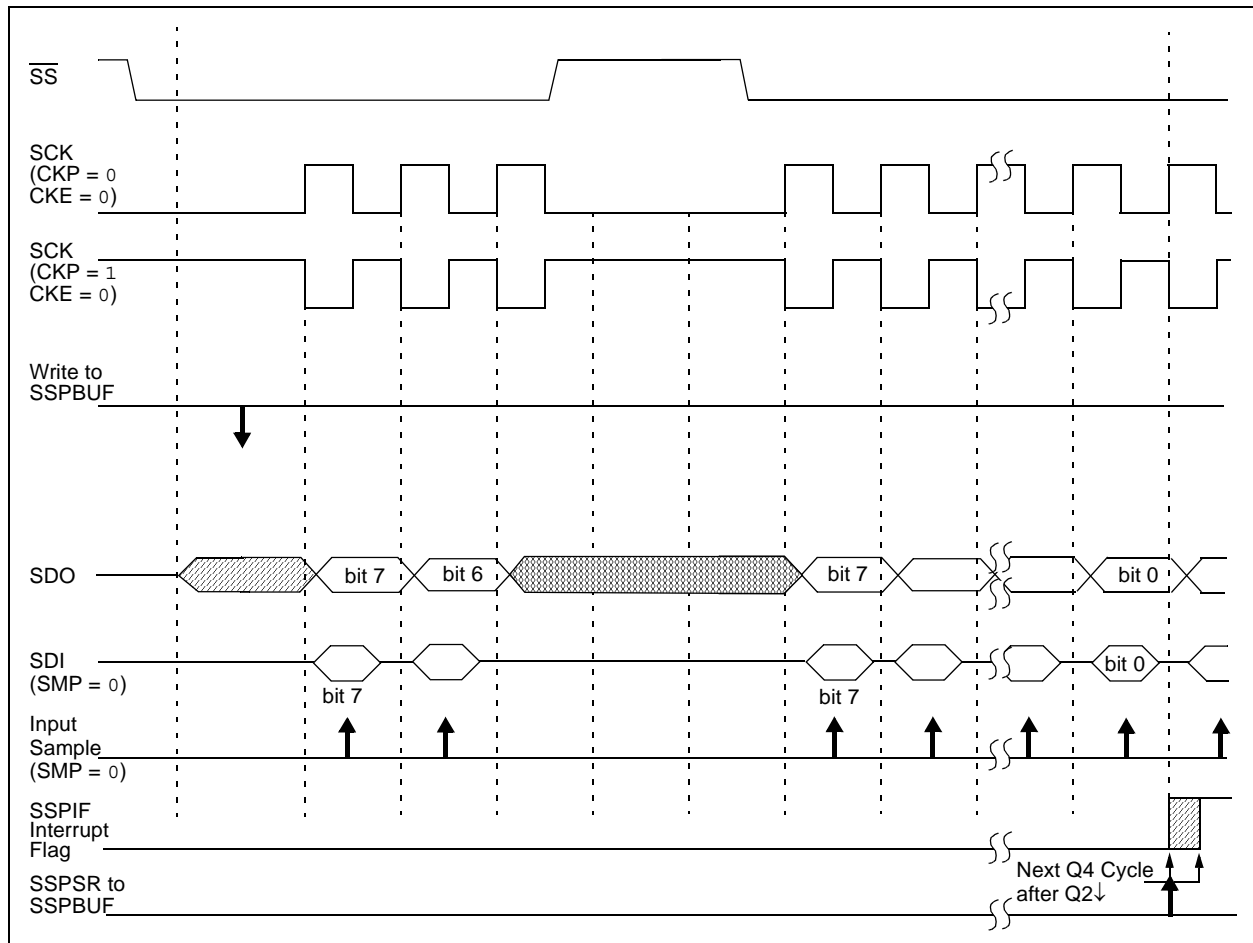 SS
SCK
(CKP = 0
CKE = 0)
SCK
(CKP = 1
CKE = 0)
Write to
SSPBUF
SDO
bit 7
bit 6
bit 7
bit 0
SDI
(SMP = 0)
bit 7
bit 7
bit 0
Input
Sample
(SMP = 0)
SSPIF
Interrupt
Flag
Next Q4 Cycle
after Q2↓
SSPSR to
SSPBUF